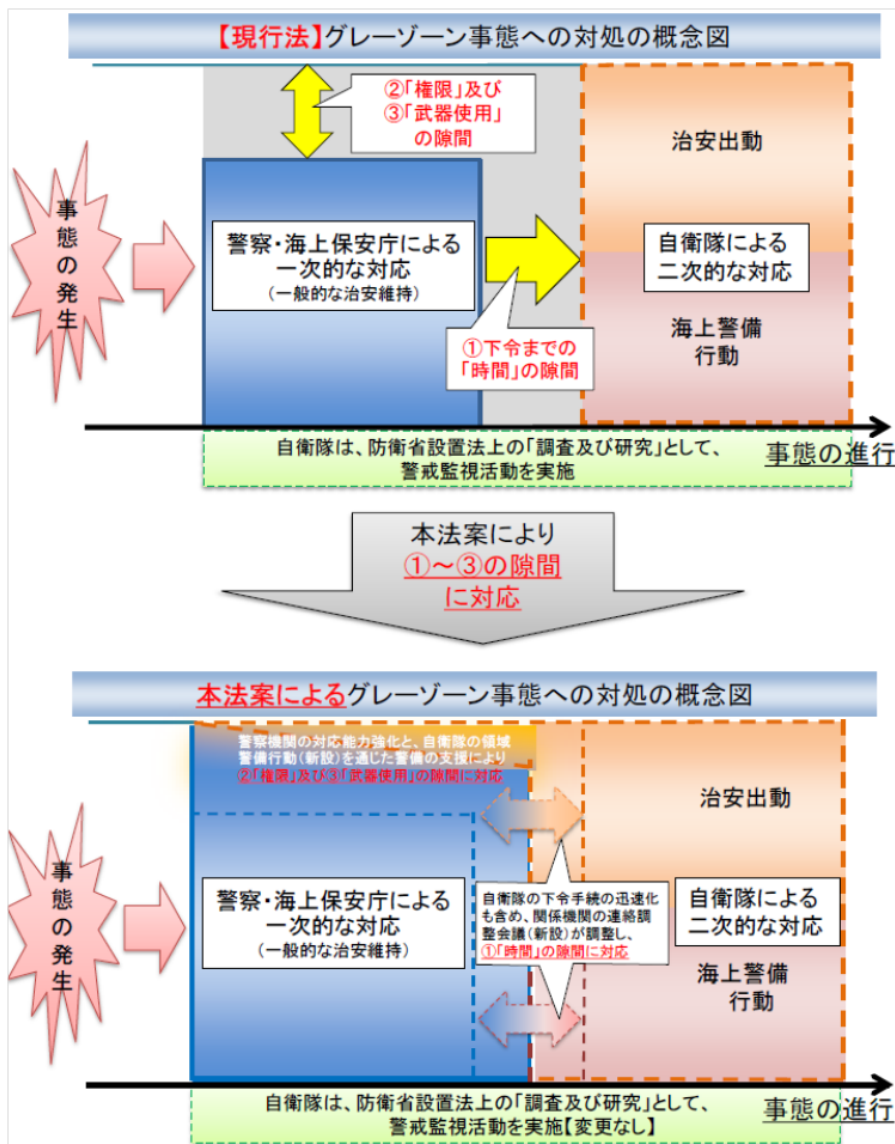 【現行法】グレーゾーン事態への対処の概念図
②「権限」及び
③「武器使用」
の隙間
治安出動
事態の発生
警察・海上保安庁による
一次的な対応
（一般的な治安維持）
自衛隊による
二次的な対応
①下令までの
「時間」の隙間
海上警備
行動
自衛隊は、防衛省設置法上の「調査及び研究」として、
警戒監視活動を実施
事態の進行
本法案により
①～③の隙間
に対応
本法案によるグレーゾーン事態への対処の概念図
警察機関の対応能力強化と、自衛隊の領域
警備行動（新設）を通じた警備の支援により
②「権限」及び③「武器使用」の隙間に対応
治安出動
事態の発生
警察・海上保安庁による
一次的な対応
（一般的な治安維持）
自衛隊の下令手続の迅速化
も含め、関係機関の連絡調
整会議（新設）が調整し、
①「時間」の隙間に対応
自衛隊による
二次的な対応
海上警備
行動
自衛隊は、防衛省設置法上の「調査及び研究」として、
警戒監視活動を実施【変更なし】
事態の進行